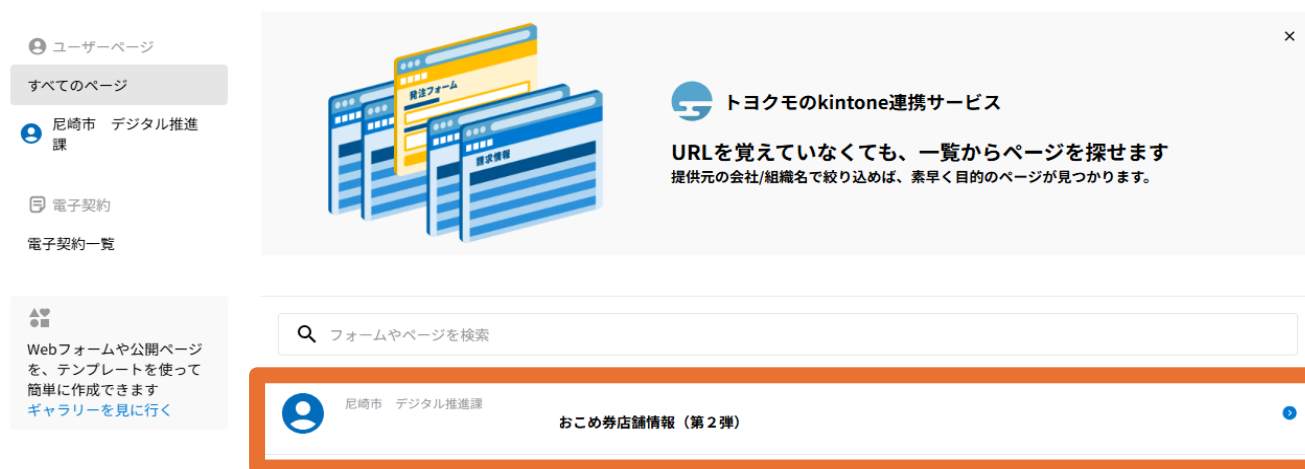 ユーザーページ
すべてのページ
尼崎市 デジタル推進
課
電子契約
電子契約一覧
Webフォームや公開ページ
を、テンプレートを使って
簡単に作成できます
ギャラリーを見に行く
発注フォーム
請求情報
トヨクモのkintone連携サービス
URLを覚えていなくても、一覧からページを探せます
提供元の会社/組織名で絞り込めば、素早く目的のページが見つかります。
フォームやページを検索
尼崎市 デジタル推進課
おこめ券店舗情報（第２弾）